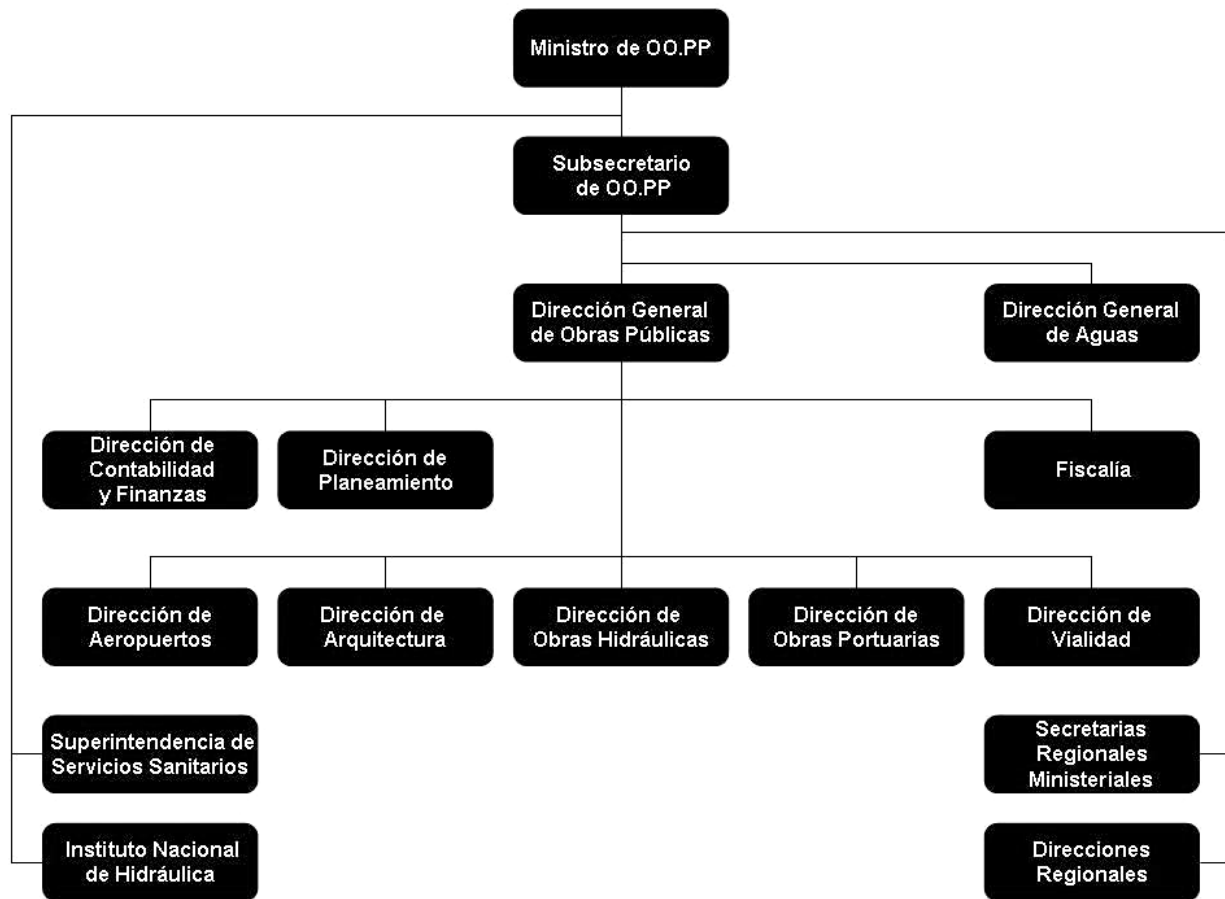 Ministro de OO.PP
Subsecretario
de OO.PP
Dirección General
de Obras Públicas
Dirección General
de Aguas
Dirección de
Contabilidad
y Finanzas
Dirección de
Planeamiento
Fiscalía
Dirección de
Aeropuertos
Dirección de
Arquitectura
Dirección de
Obras Hidráulicas
Dirección de
Obras Portuarias
Dirección de
Vialidad
Superintendencia de
Servicios Sanitarios
Secretarias
Regionales
Ministeriales
Instituto Nacional
de Hidráulica
Direcciones
Regionales